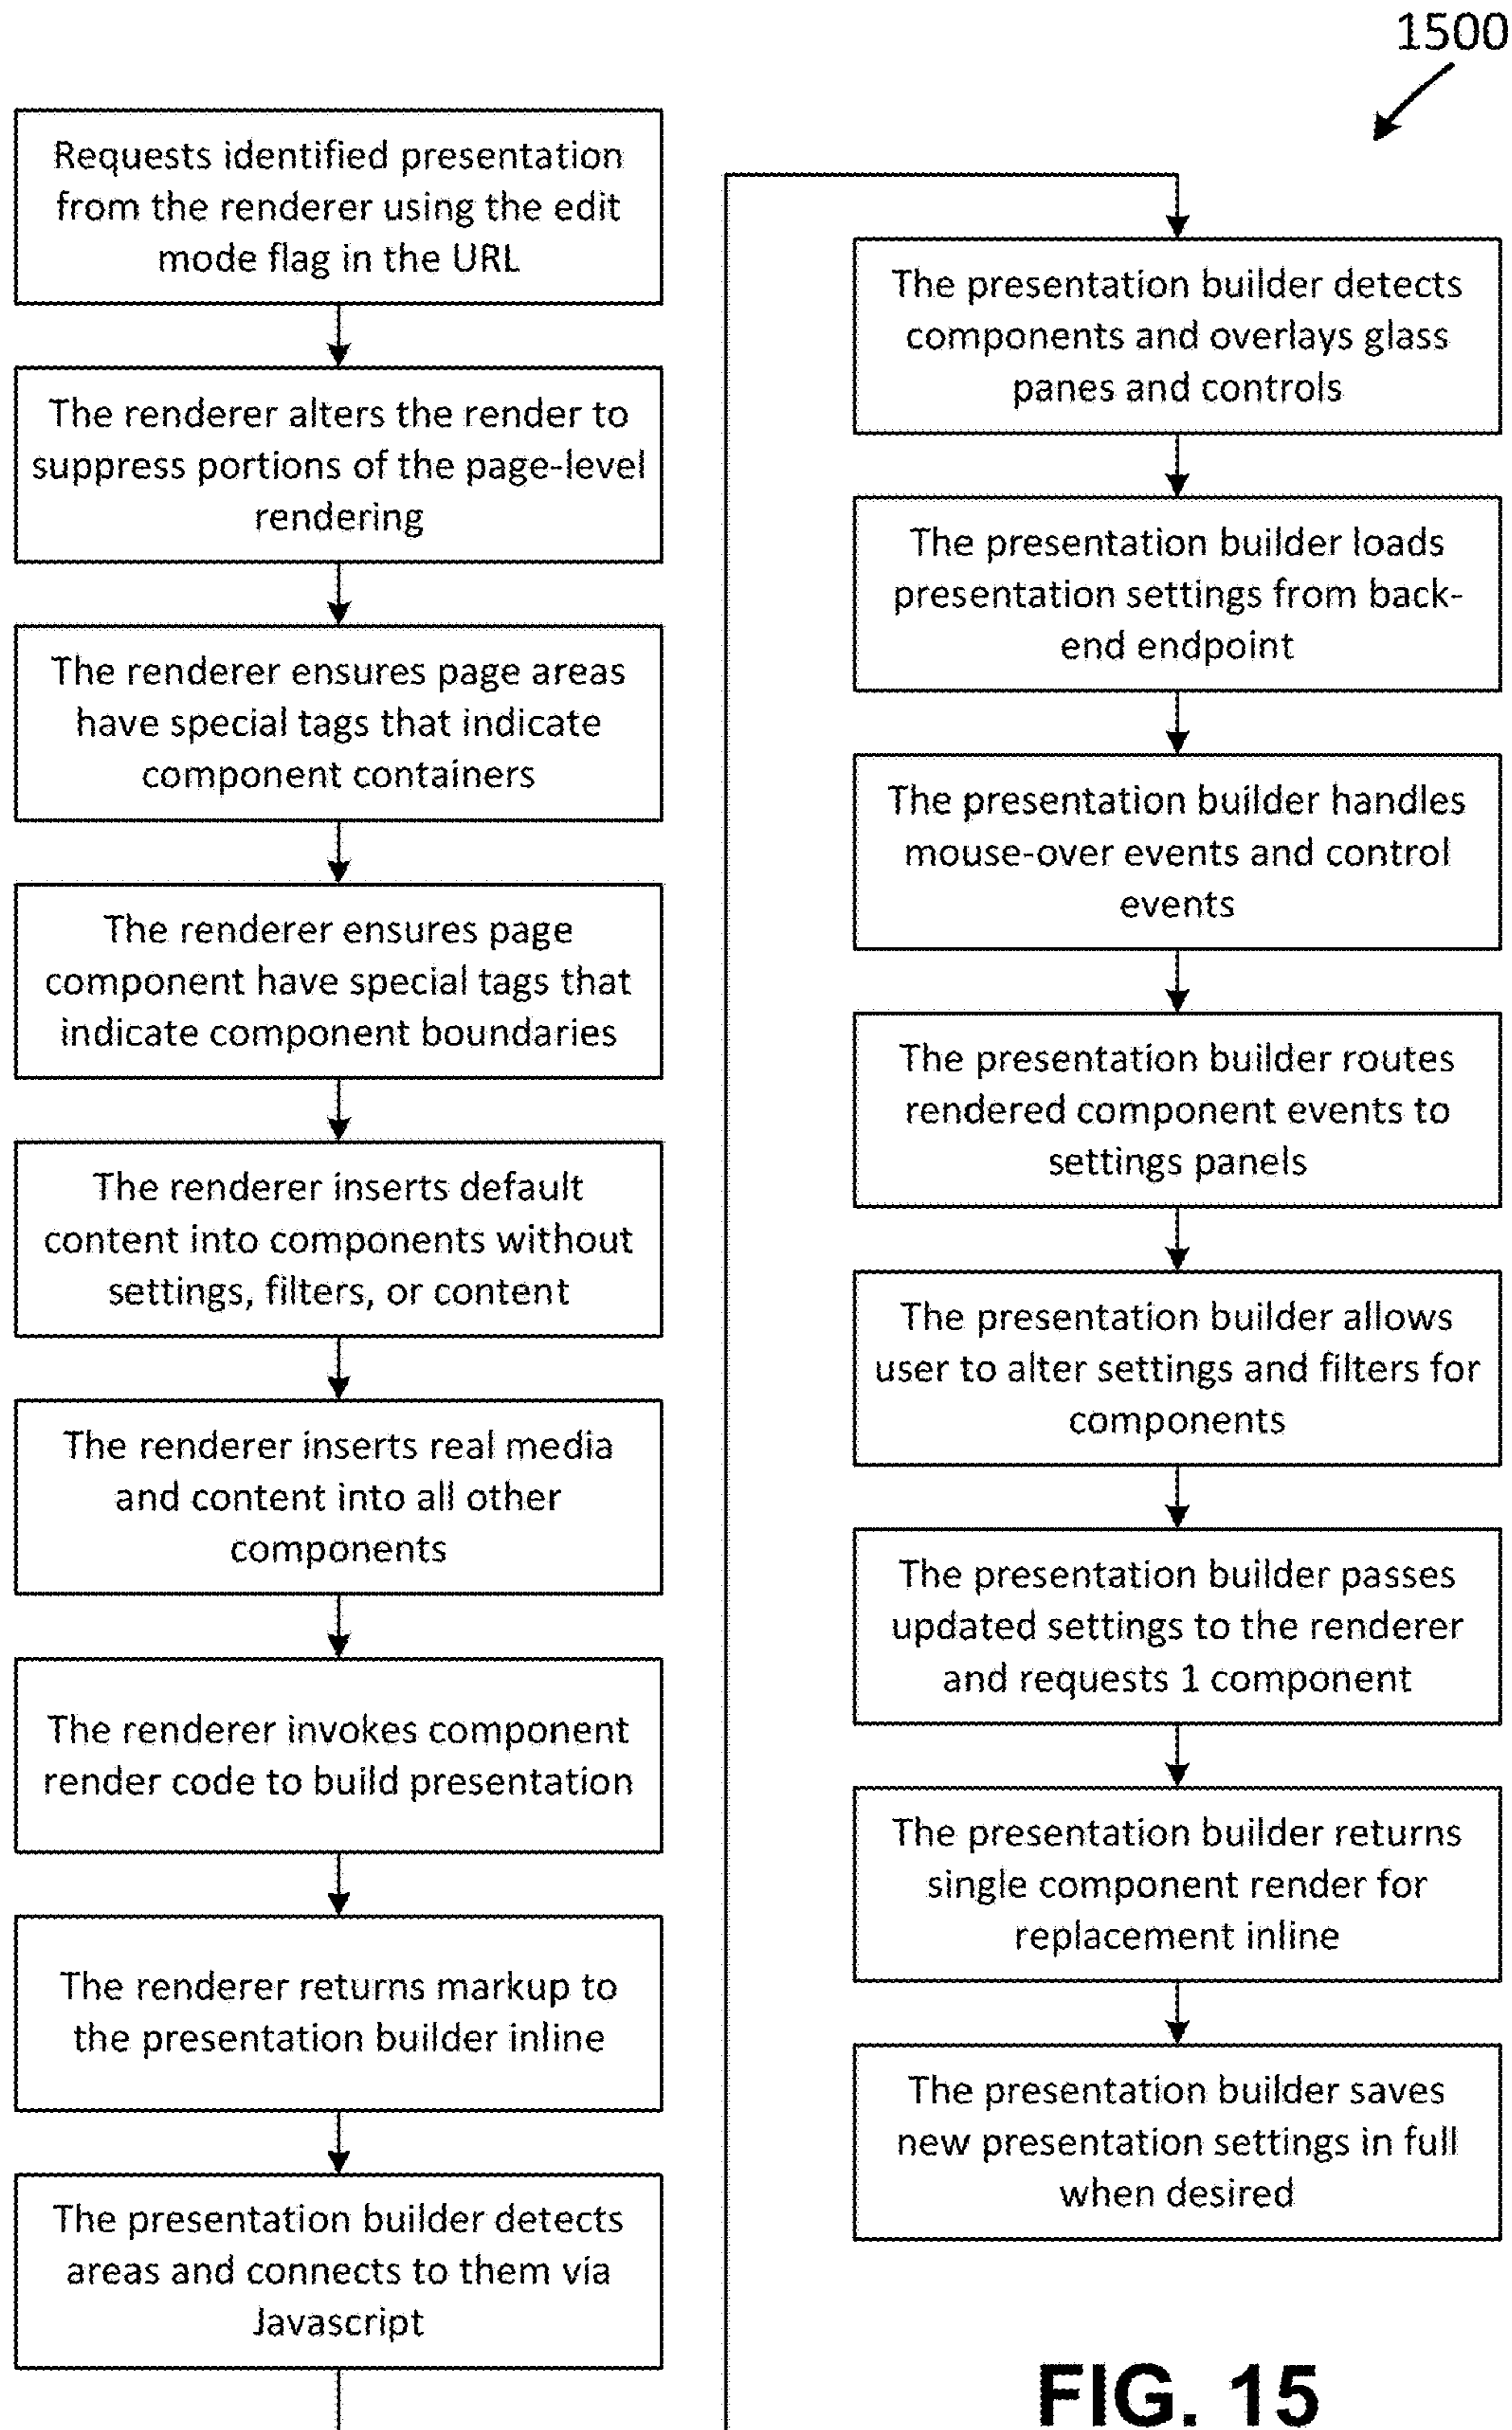 1500
Requests identified presentation
from the renderer using the edit
mode flag in the URL
The renderer alters the render to
suppress portions of the page-level
rendering
The renderer ensures page areas
have special tags that indicate
component containers
The renderer ensures page
component have special tags that
indicate component boundaries
The renderer inserts default
content into components without
settings, filters, or content
The renderer inserts real media
and content into all other
components
The renderer invokes component
render code to build presentation
The renderer returns markup to
the presentation builder inline
The presentation builder detects
areas and connects to them via
Javascript
The presentation builder detects
components and overlays glass
panes and controls
The presentation builder loads
presentation settings from back-
end endpoint
The presentation builder handles
mouse-over events and control
events
The presentation builder routes
rendered component events to
settings panels
The presentation builder allows
user to alter settings and filters for
components
The presentation builder passes
updated settings to the renderer
and requests 1 component
The presentation builder returns
single component render for
replacement inline
The presentation builder saves
new presentation settings in full
when desired
FIG. 15